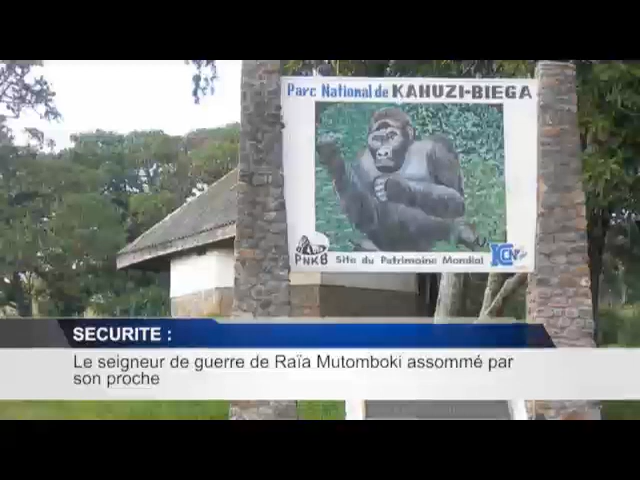 Parc National de KAHUZI-BIEGA
PNKB Site du Patrimoine Mondial ICCN
SECURITE :
Le seigneur de guerre de Raïa Mutomboki assommé par
son proche